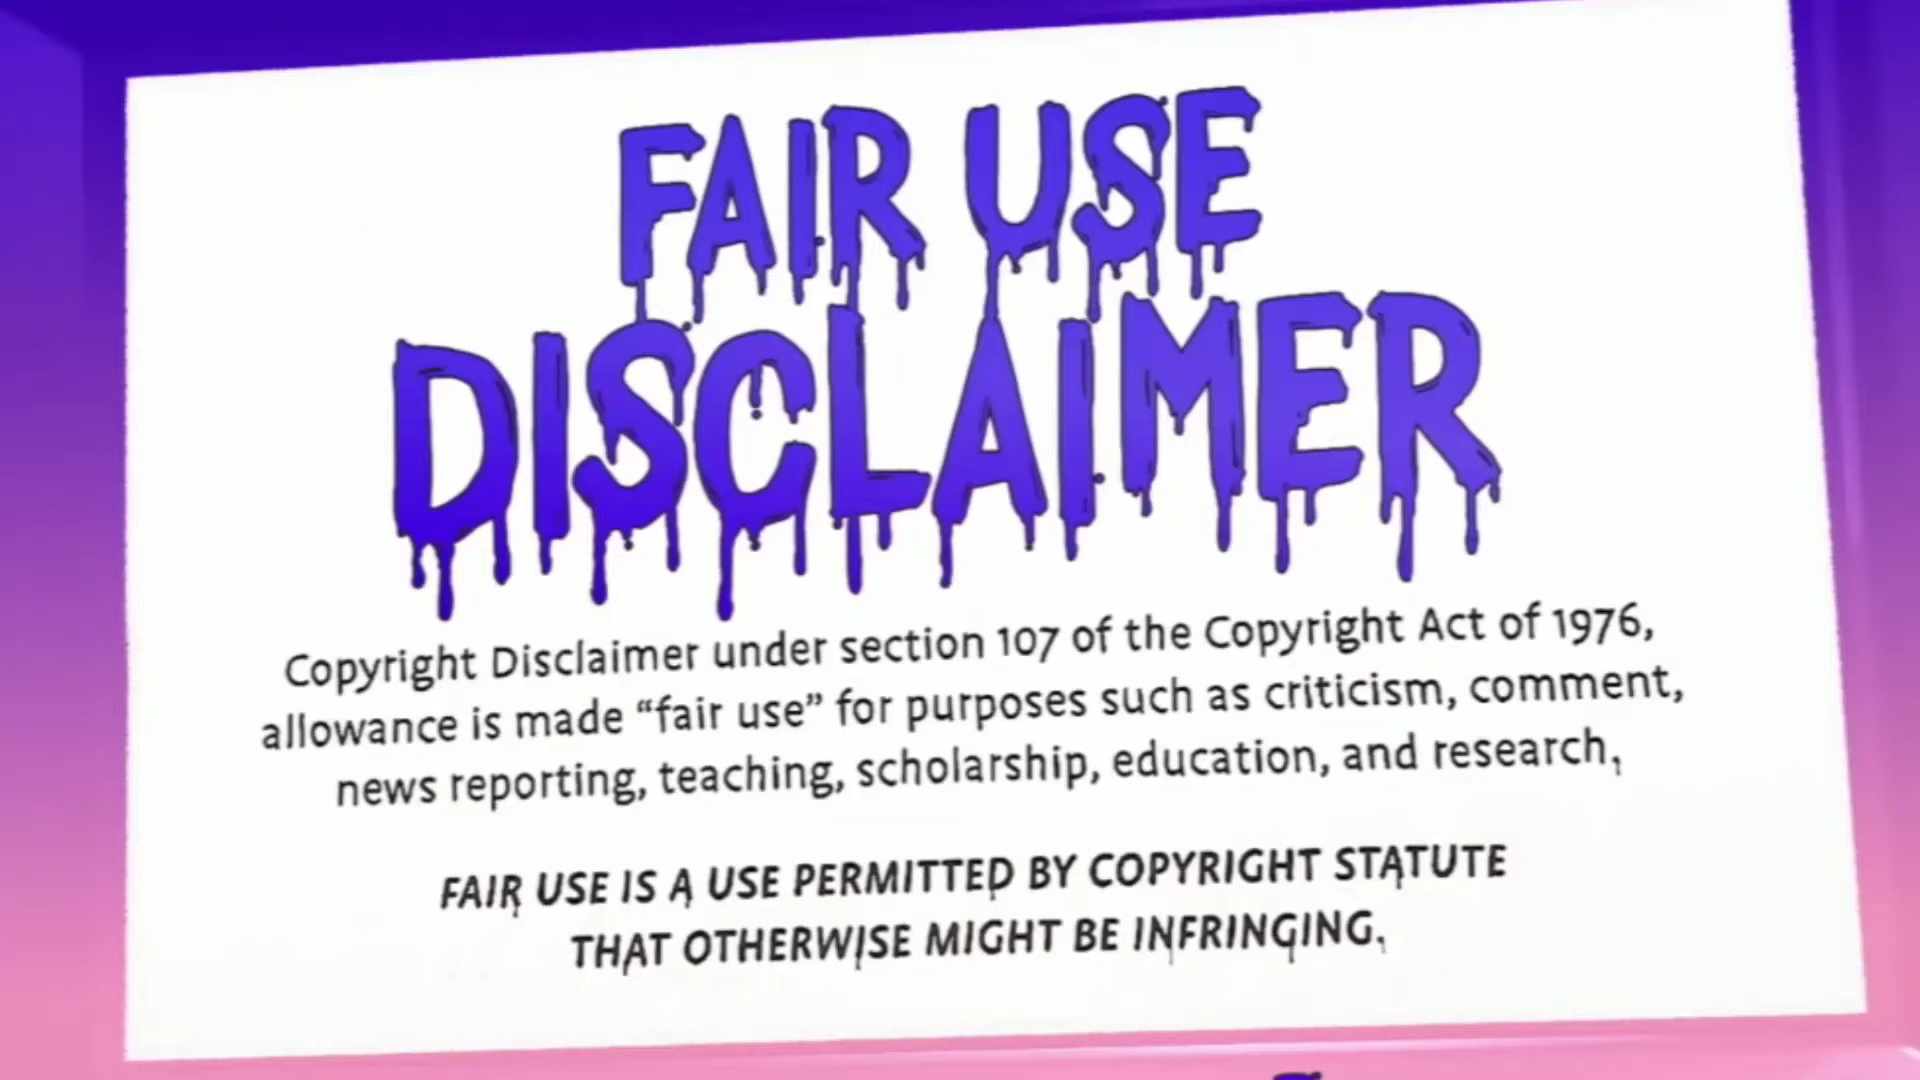 FAIR USE
DISCLAIMER
Copyright Disclaimer under section 107 of the Copyright Act of 1976,
allowance is made “fair use” for purposes such as criticism, comment,
news reporting, teaching, scholarship, education, and research,
FAIR USE IS A USE PERMITTED BY COPYRIGHT STATUTE
THAT OTHERWISE MIGHT BE INFRINGING.